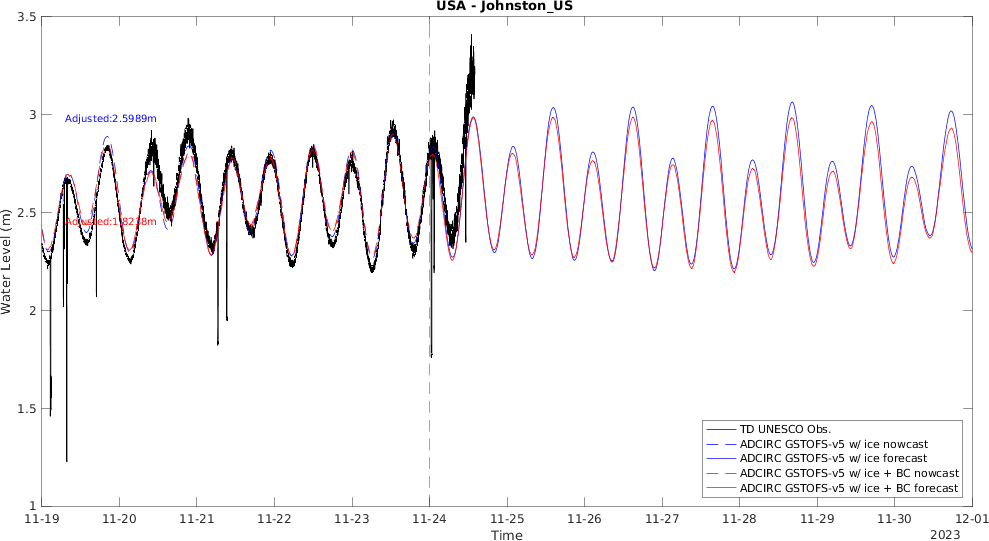 USA - Johnston_US
3.5
3
2.5
2
1.5
1
Water Level (m)
Adjusted:2.5989m
Adjusted:1.8238m
TD UNESCO Obs.
ADCIRC GSTOFS-v5 w/ ice nowcast
ADCIRC GSTOFS-v5 w/ ice forecast
ADCIRC GSTOFS-v5 w/ ice + BC nowcast
ADCIRC GSTOFS-v5 w/ ice + BC forecast
11-19 11-20 11-21 11-22 11-23 11-24 11-25 11-26 11-27 11-28 11-29 11-30 12-01
Time
2023